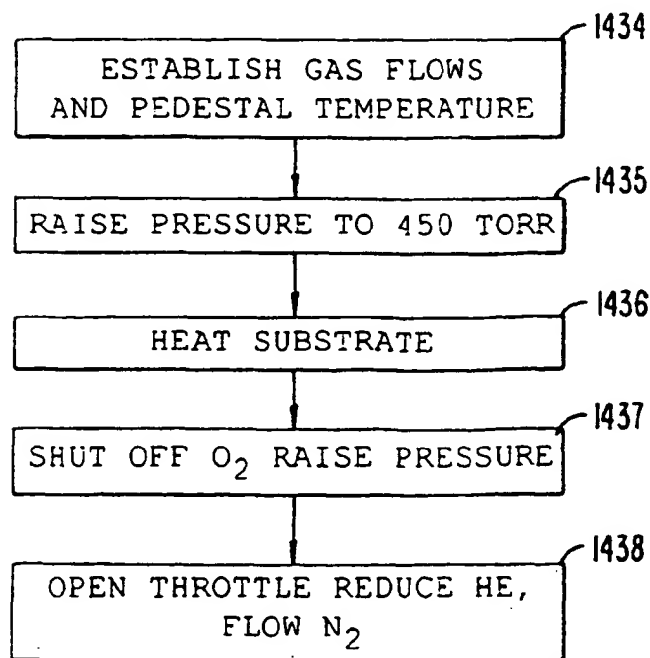 1434
ESTABLISH GAS FLOWS
AND PEDESTAL TEMPERATURE
1435
RAISE PRESSURE TO 450 TORR
1436
HEAT SUBSTRATE
1437
SHUT OFF O2 RAISE PRESSURE
1438
OPEN THROTTLE REDUCE HE,
FLOW N2